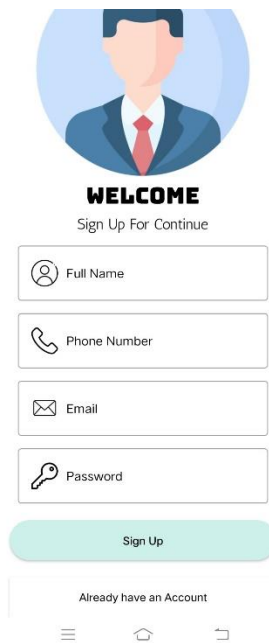 WELCOME
Sign Up For Continue
Full Name
Phone Number
Email
Password
Sign Up
Already have an Account